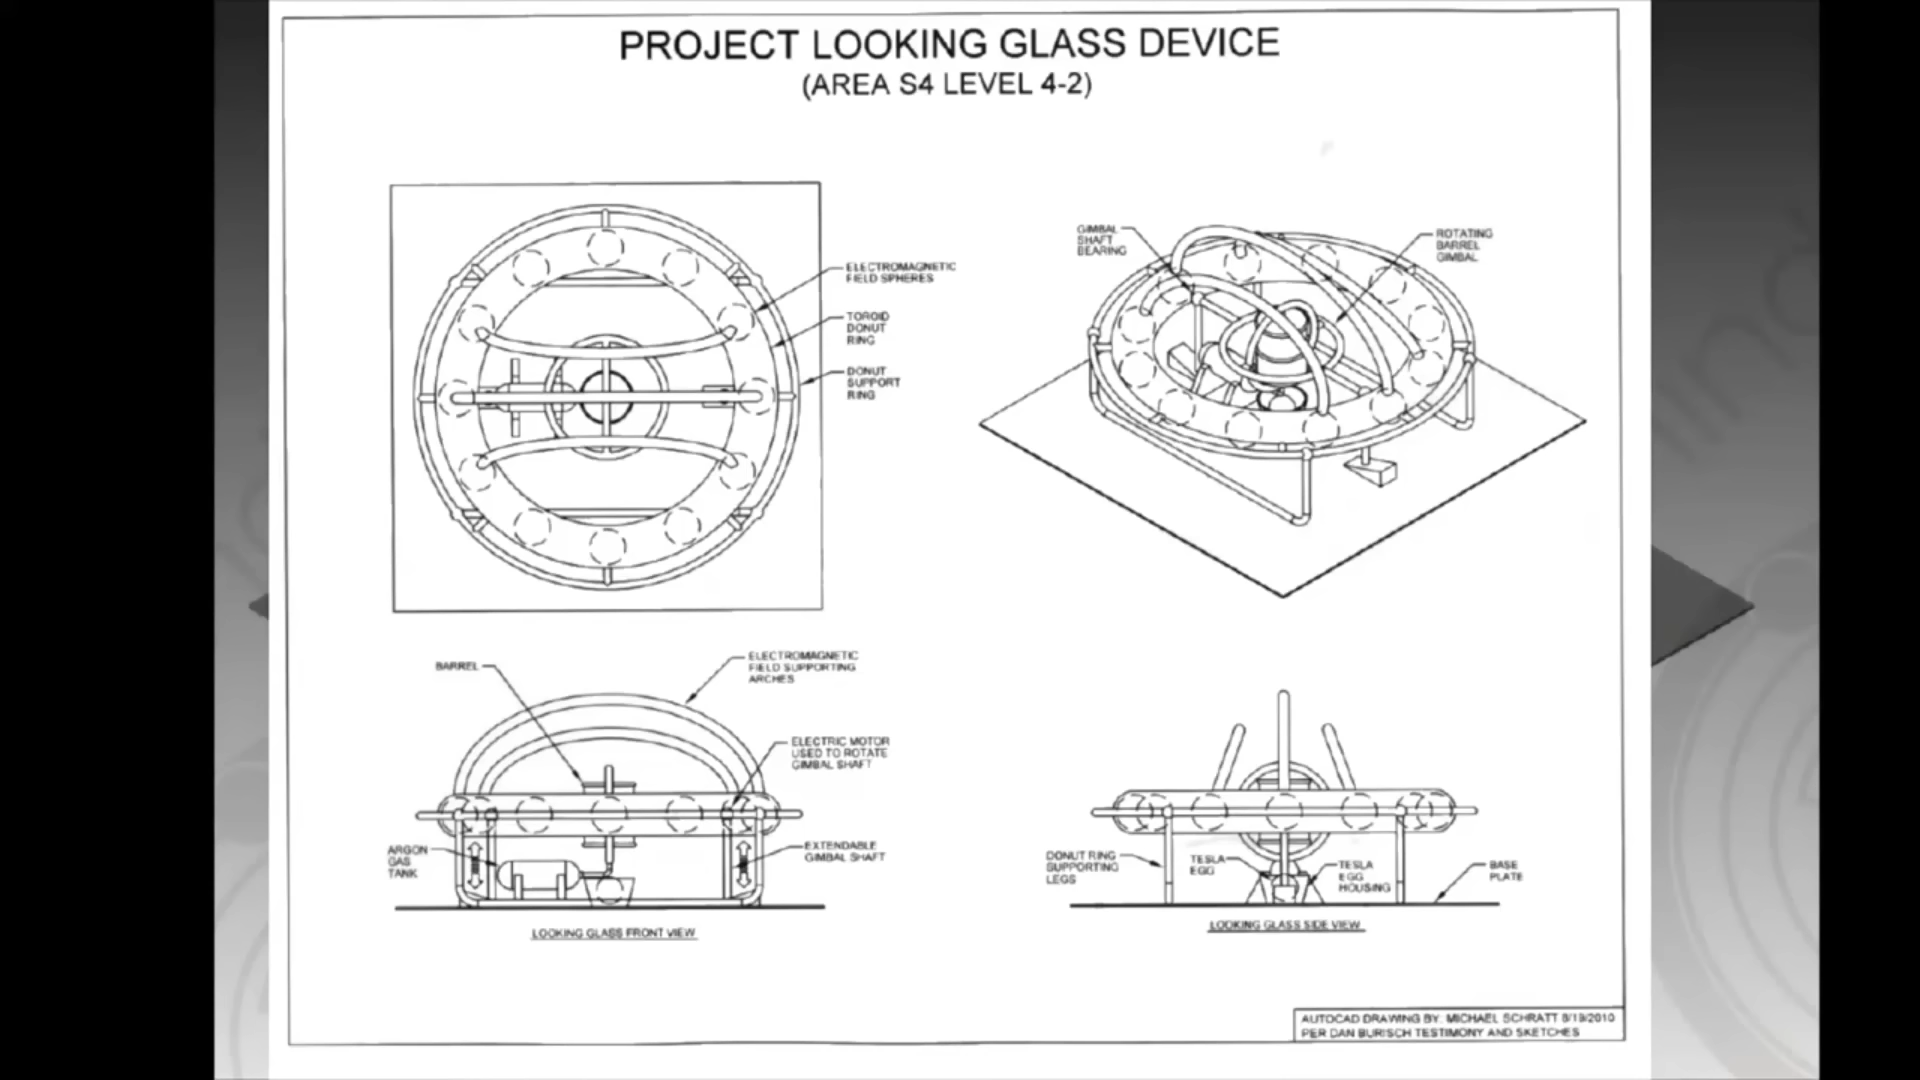 PROJECT LOOKING GLASS DEVICE
(AREA S4 LEVEL 4-2)
ELECTROMAGNETIC
FIELD SPHERES
TOROID
DONUT
RING
DONUT
SUPPORT
RING
GIMBAL
SHAFT
BEARING
ROTATING
BARREL
GIMBAL
BARREL
ELECTROMAGNETIC
FIELD SUPPORTING
ARCHES
ELECTRIC MOTOR
USED TO ROTATE
GIMBAL SHAFT
ARGON
GAS
TANK
EXTENDABLE
GIMBAL SHAFT
LOOKING GLASS FRONT VIEW
DONUT RING
SUPPORTING
LEGS
TESLA
EGG
TESLA
EGG
HOUSING
BASE
PLATE
LOOKING GLASS SIDE VIEW
AUTOCAD DRAWING BY: MICHAEL SCHRATT 8/19/2010
PER DAN BURISCH TESTIMONY AND SKETCHES